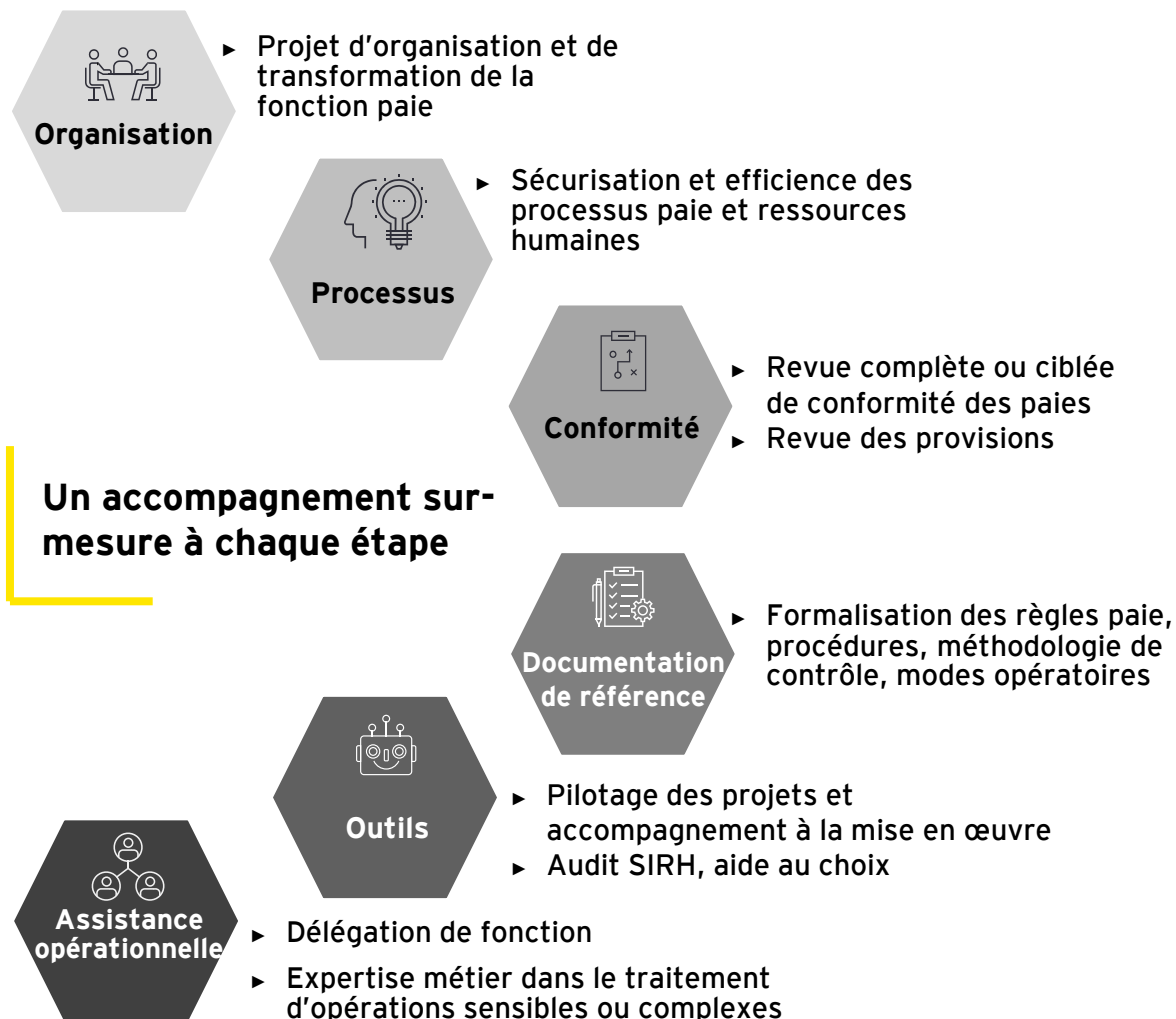 Organisation
► Projet d'organisation et de
transformation de la
fonction paie
Processus
► Sécurisation et efficience des
processus paie et ressources
humaines
Conformité
► Revue complète ou ciblée
de conformité des paies
► Revue des provisions
Un accompagnement sur-
mesure à chaque étape
Documentation
de référence
► Formalisation des règles paie,
procédures, méthodologie de
contrôle, modes opératoires
Outils
► Pilotage des projets et
accompagnement à la mise en œuvre
► Audit SIRH, aide au choix
Assistance
opérationnelle
► Délégation de fonction
► Expertise métier dans le traitement
d'opérations sensibles ou complexes